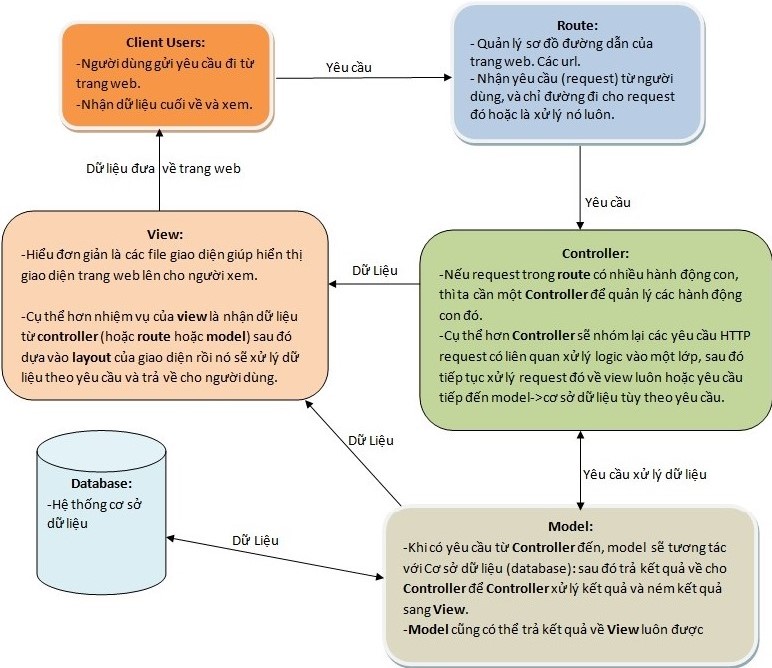 Client Users:
-Người dùng gửi yêu cầu đi từ
trang web.
-Nhận dữ liệu cuối về và xem.
Yêu cầu
Route:
- Quản lý sơ đồ đường dẫn của
trang web. Các url.
- Nhận yêu cầu (request) từ người
dùng, và chỉ đường đi cho request
đó hoặc là xử lý nó luôn.
Dữ liệu đưa về trang web
Yêu cầu
View:
-Hiểu đơn giản là các file giao diện giúp hiển thị
giao diện trang web lên cho người xem.
-Cụ thể hơn nhiệm vụ của view là nhận dữ liệu
từ controller (hoặc route hoặc model) sau đó
dựa vào layout của giao diện rồi nó sẽ xử lý dữ
liệu theo yêu cầu và trả về cho người dùng.
Dữ Liệu
Controller:
-Nếu request trong route có nhiều hành động con,
thì ta cần một Controller để quản lý các hành động
con đó.
-Cụ thể hơn Controller sẽ nhóm lại các yêu cầu HTTP
request có liên quan xử lý logic vào một lớp, sau đó
tiếp tục xử lý request đó về view luôn hoặc yêu cầu
tiếp đến model->cơ sở dữ liệu tùy theo yêu cầu.
Dữ Liệu
Yêu cầu xử lý dữ liệu
Database:
-Hệ thống cơ sở
dữ liệu
Dữ Liệu
Model:
-Khi có yêu cầu từ Controller đến, model sẽ tương tác
với Cơ sở dữ liệu (database): sau đó trả kết quả về cho
Controller để Controller xử lý kết quả và ném kết quả
sang View.
-Model cũng có thể trả kết quả về View luôn được